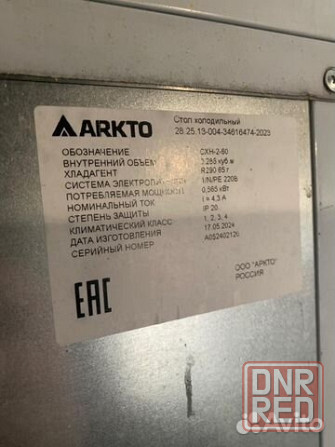 ARKTO
Стол холодильный
28.25.13-004-34616474-2023
ОБОЗНАЧЕНИЕ СХН-2-60
ВНУТРЕННИЙ ОБЪЕМ 0.265 куб.м
ХЛАДАГЕНТ R290 65 г
СИСТЕМА ЭЛЕКТРОПИТАНИЯ 1/N/PE 220В
ПОТРЕБЛЯЕМАЯ МОЩНОСТЬ 0,365 кВт
НОМИНАЛЬНЫЙ ТОК I = 4,3 А
СТЕПЕНЬ ЗАЩИТЫ IP 20
КЛИМАТИЧЕСКИЙ КЛАСС 1, 2, 3, 4
ДАТА ИЗГОТОВЛЕНИЯ 17.05.2024
СЕРИЙНЫЙ НОМЕР
ООО "АРКТО"
РОССИЯ
EAC
DNR
RED
Avito